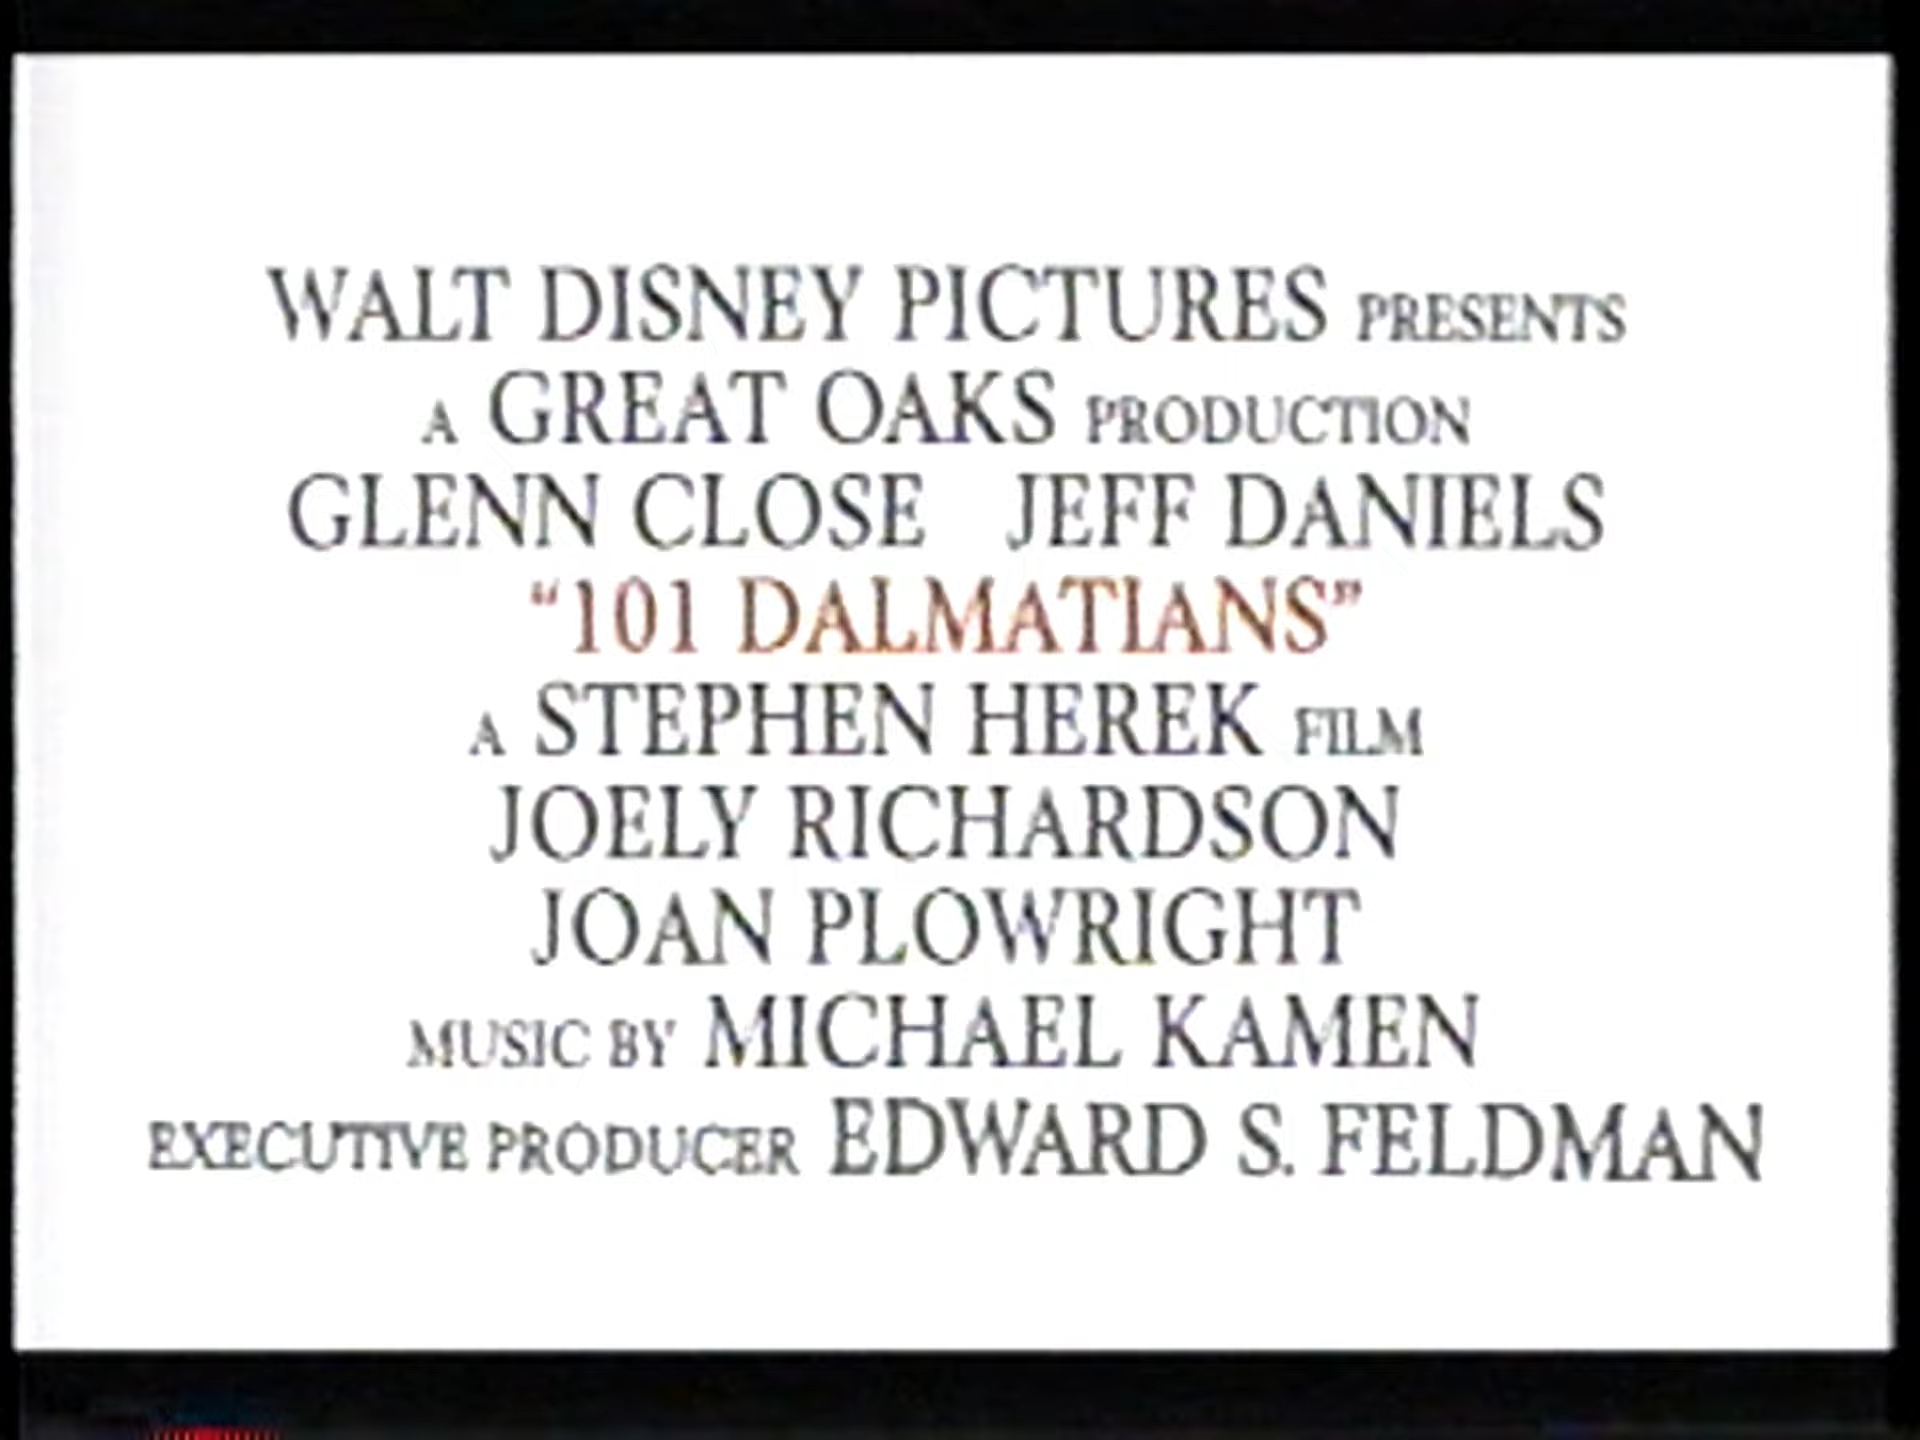 WALT DISNEY PICTURES PRESENTS
A GREAT OAKS PRODUCTION
GLENN CLOSE JEFF DANIELS
“101 DALMATIANS”
A STEPHEN HEREK FILM
JOELY RICHARDSON
JOAN PLOWRIGHT
MUSIC BY MICHAEL KAMEN
EXECUTIVE PRODUCER EDWARD S. FELDMAN